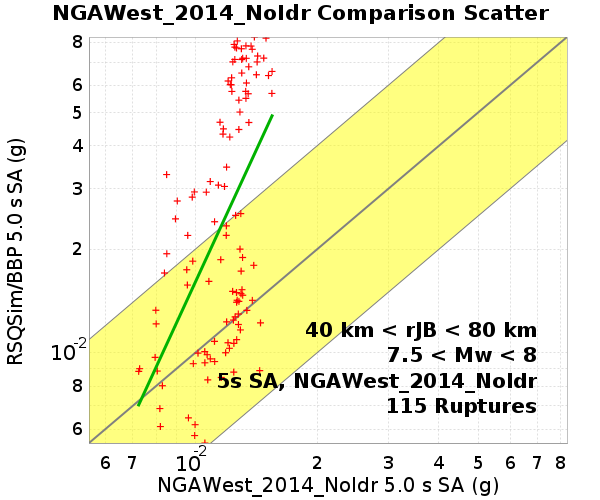 NGAWest_2014_NoIdr Comparison Scatter
RSQSim/BBP 5.0 s SA (g)
8
6
5
4
3
2
10-2
8
6
40 km < rJB < 80 km
7.5 < Mw < 8
5s SA, NGAWest_2014_NoIdr
115 Ruptures
6 7 10-2 2 3 4 5 6 7 8
NGAWest_2014_NoIdr 5.0 s SA (g)